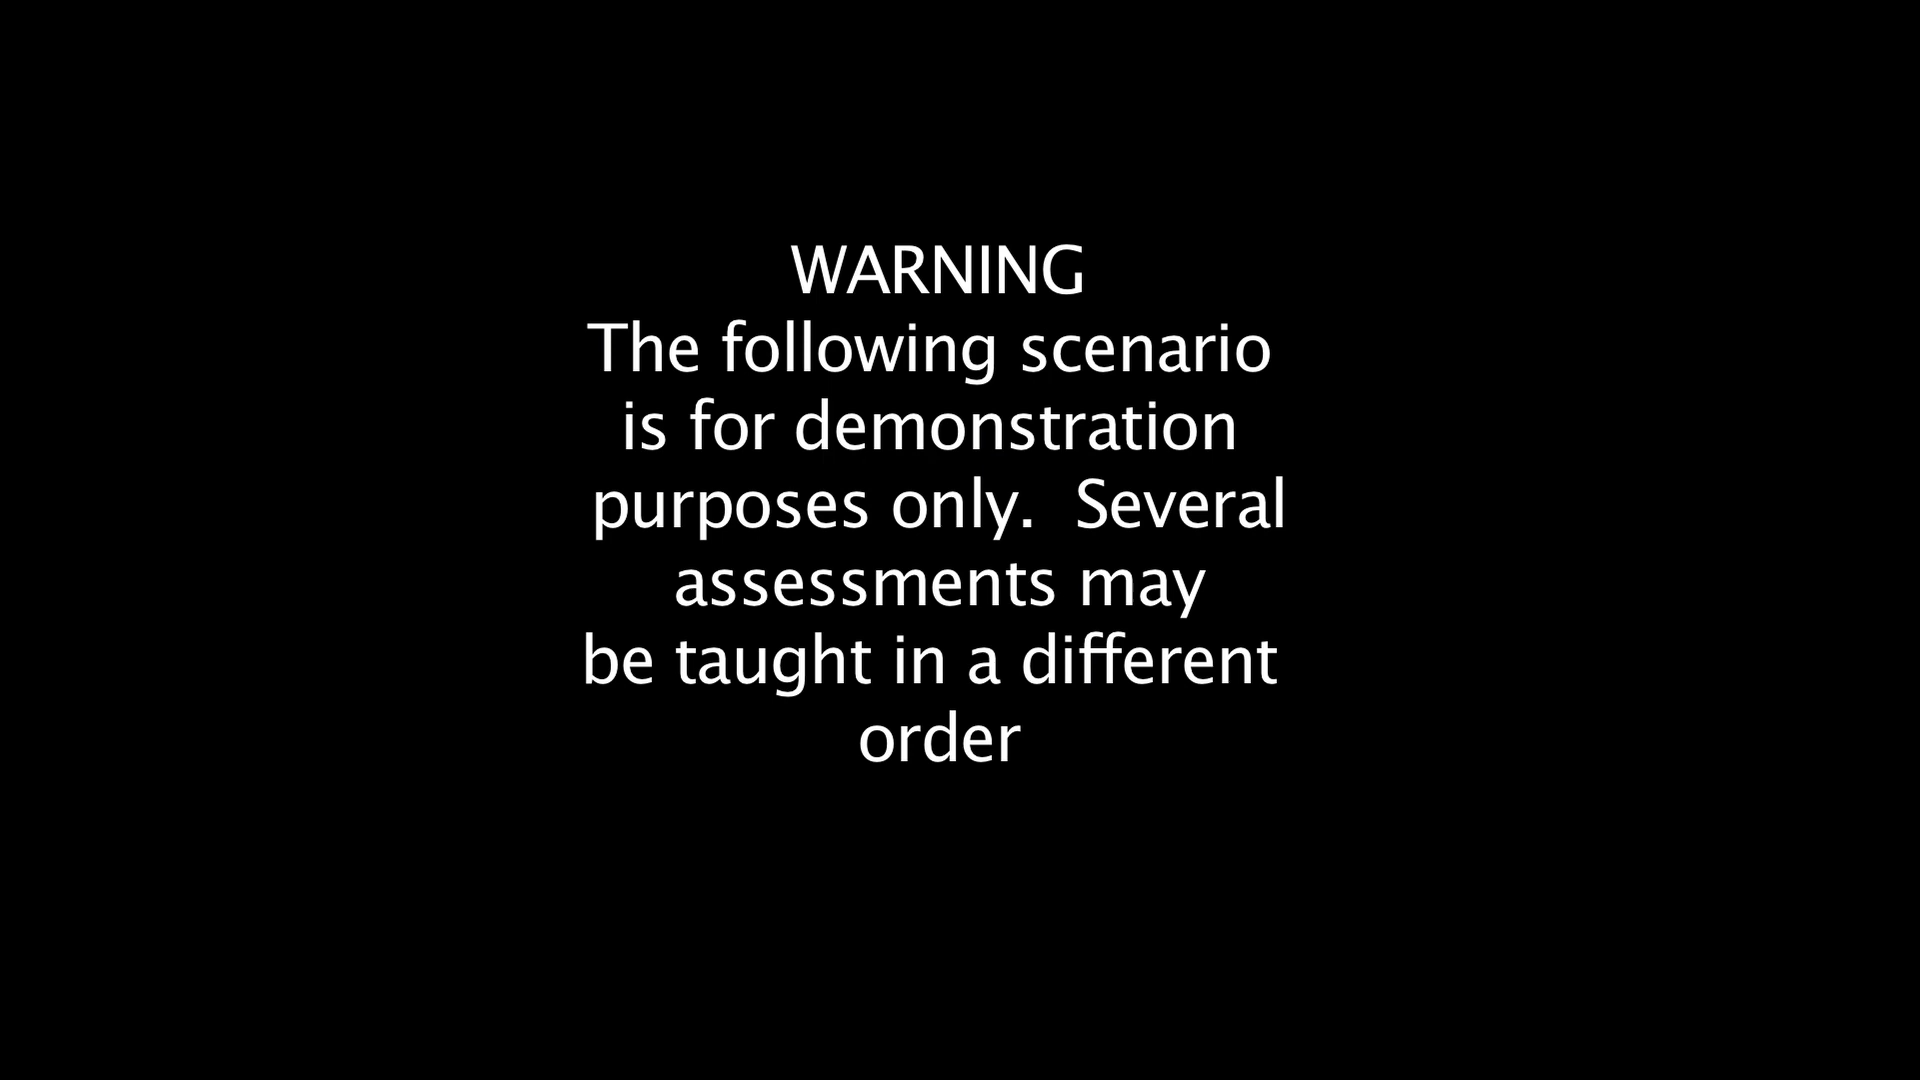 WARNING
The following scenario
is for demonstration
purposes only.  Several
assessments may
be taught in a different
order